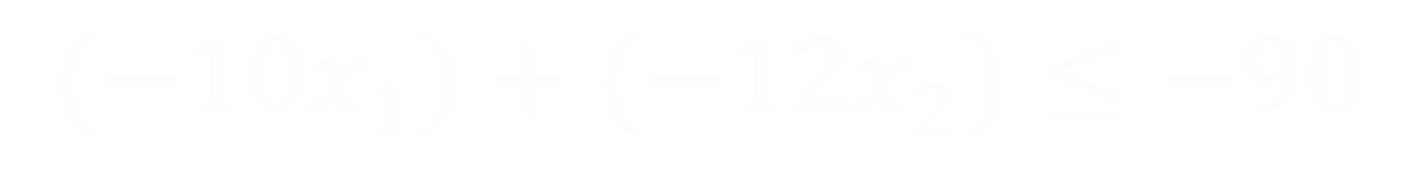 (−10x₁) + (−12x₂) ≤ −90